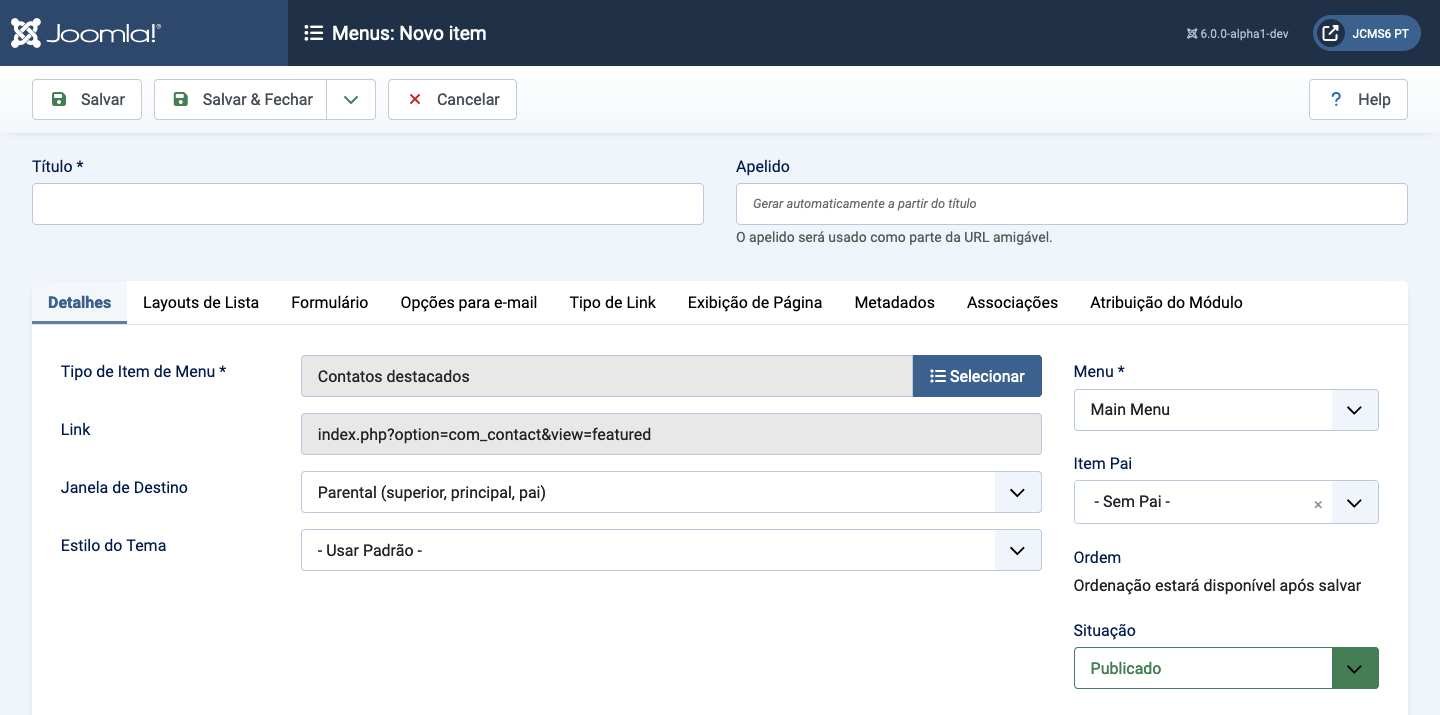 Joomla!®
Menus: Novo item
6.0.0-alpha1-dev
JCMS6 PT
Salvar
Salvar & Fechar
Cancelar
? Help
Título *
Apelido
Gerar automaticamente a partir do título
O apelido será usado como parte da URL amigável.
Detalhes Layouts de Lista Formulário Opções para e-mail Tipo de Link Exibição de Página Metadados Associações Atribuição do Módulo
Tipo de Item de Menu *
Contatos destacados
Selecionar
Link
index.php?option=com_contact&view=featured
Janela de Destino
Parental (superior, principal, pai)
Estilo do Tema
- Usar Padrão -
Menu *
Main Menu
Item Pai
- Sem Pai - ×
Ordem
Ordenação estará disponível após salvar
Situação
Publicado